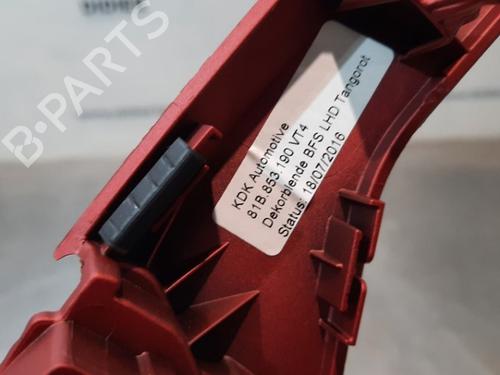 B-PARTS
KDK Automotive
81B.853.190 VT4
Dekorblende BFS LHD Tangorot
Status: 18/07/2016